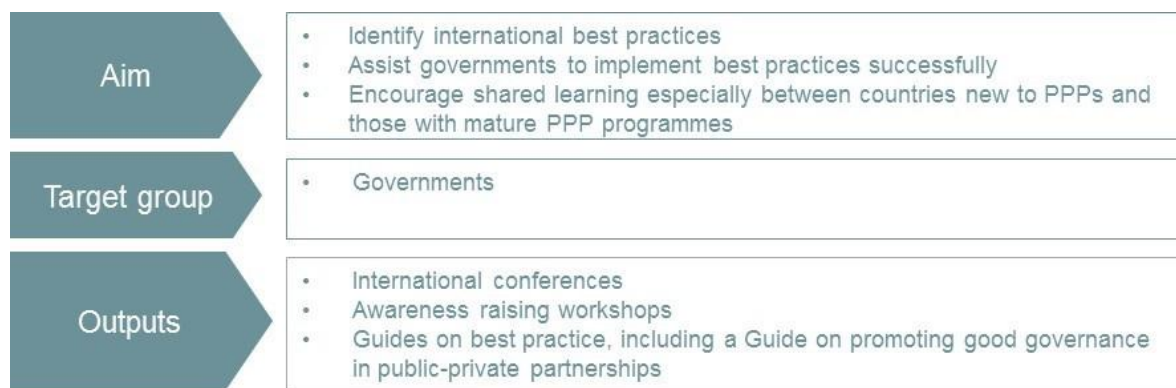 Aim
• Identify international best practices
• Assist governments to implement best practices successfully
• Encourage shared learning especially between countries new to PPPs and
those with mature PPP programmes
Target group
• Governments
Outputs
• International conferences
• Awareness raising workshops
• Guides on best practice, including a Guide on promoting good governance
in public-private partnerships